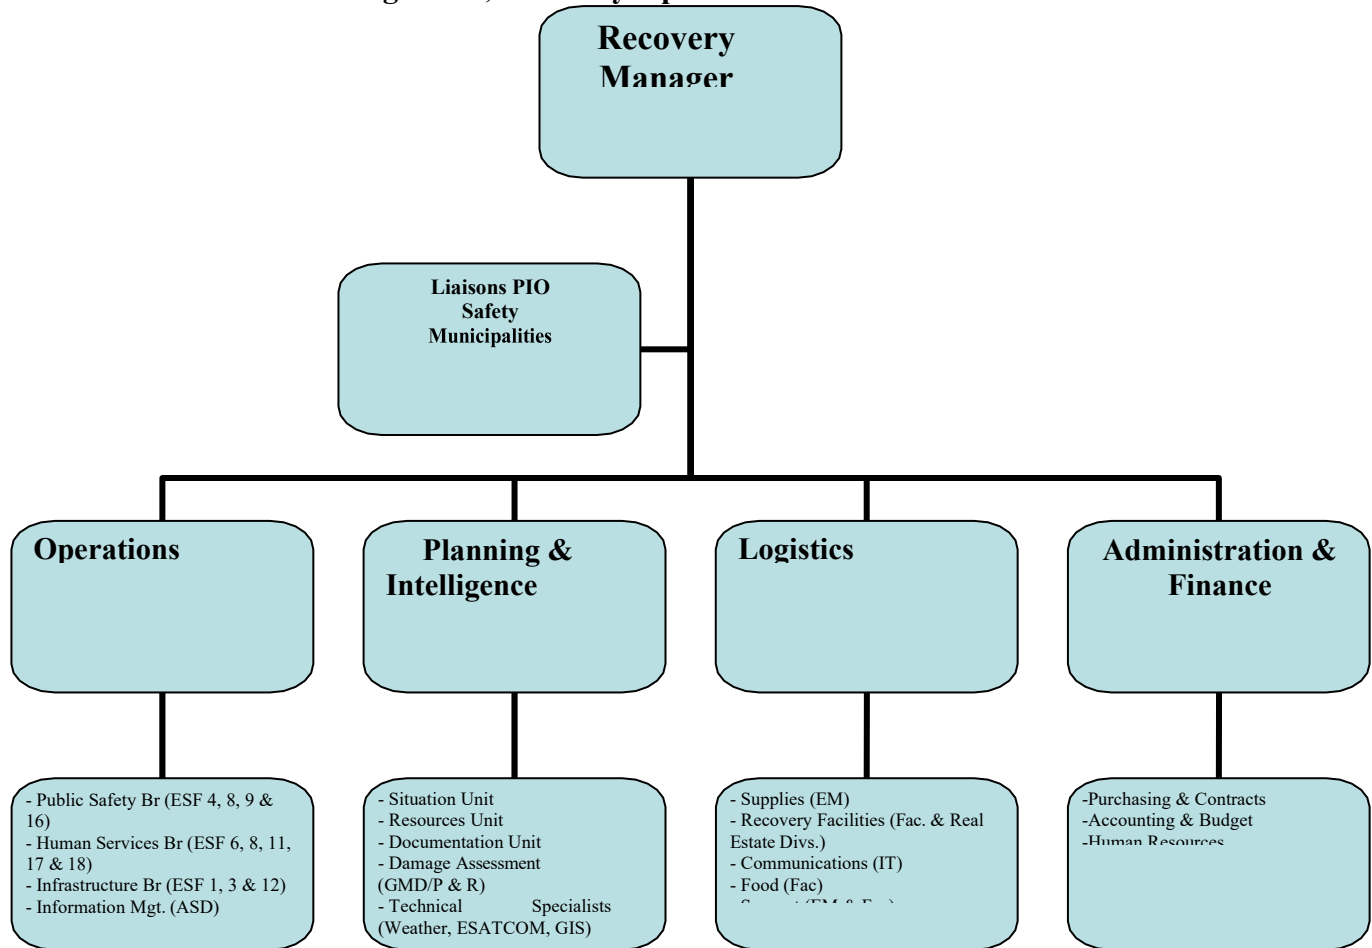 Recovery
Manager
Liaisons PIO
Safety
Municipalities
Operations
Planning &
Intelligence
Logistics
Administration &
Finance
- Public Safety Br (ESF 4, 8, 9 &
16)
- Human Services Br (ESF 6, 8, 11,
17 & 18)
- Infrastructure Br (ESF 1, 3 & 12)
- Information Mgt. (ASD)
- Situation Unit
- Resources Unit
- Documentation Unit
- Damage Assessment
(GMD/P & R)
- Technical Specialists
(Weather, ESATCOM, GIS)
- Supplies (EM)
- Recovery Facilities (Fac. & Real
Estate Divs.)
- Communications (IT)
- Food (Fac)
-Purchasing & Contracts
-Accounting & Budget
-Human Resources